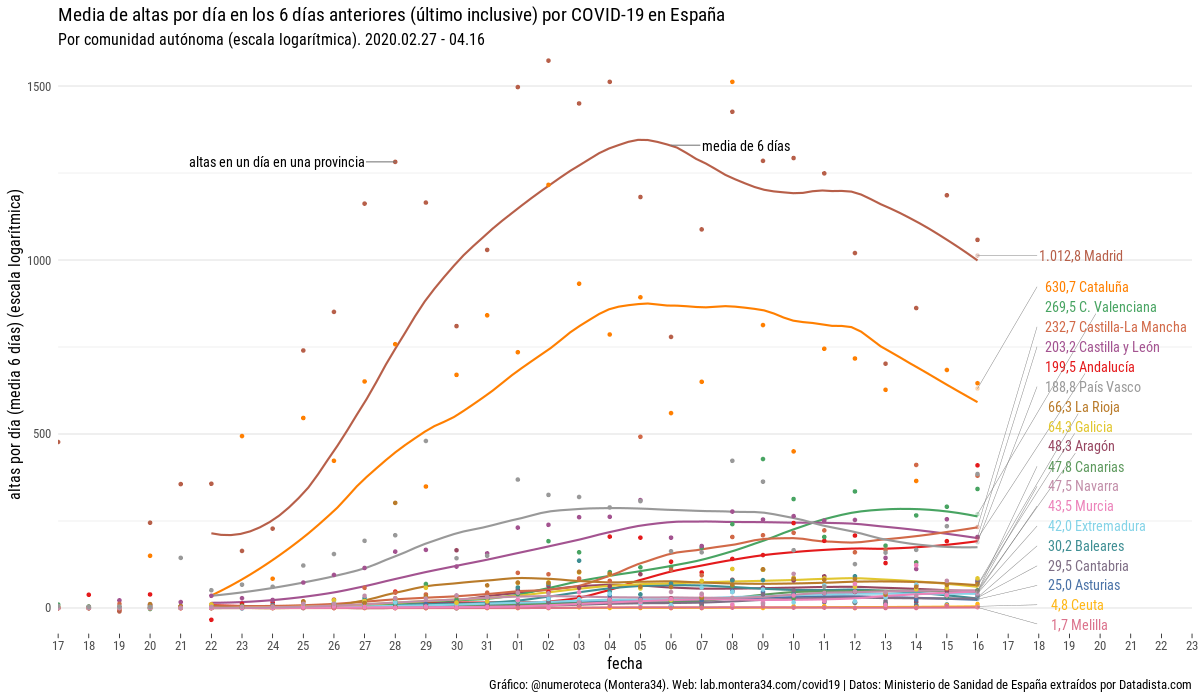 Media de altas por día en los 6 días anteriores (último inclusive) por COVID-19 en España
Por comunidad autónoma (escala logarítmica). 2020.02.27 - 04.16
altas por día (media 6 días) (escala logarítmica)
1500
1000
500
0
altas en un día en una provincia
media de 6 días
1.012,8 Madrid
630,7 Cataluña
269,5 C. Valenciana
232,7 Castilla-La Mancha
203,2 Castilla y León
199,5 Andalucía
188,8 País Vasco
66,3 La Rioja
64,3 Galicia
48,3 Aragón
47,8 Canarias
47,5 Navarra
43,5 Murcia
42,0 Extremadura
30,2 Baleares
29,5 Cantabria
25,0 Asturias
4,8 Ceuta
1,7 Melilla
17 18 19 20 21 22 23 24 25 26 27 28 29 30 31 01 02 03 04 05 06 07 08 09 10 11 12 13 14 15 16 17 18 19 20 21 22 23
fecha
Gráfico: @numeroteca (Montera34). Web: lab.montera34.com/covid19 | Datos: Ministerio de Sanidad de España extraídos por Datadista.com